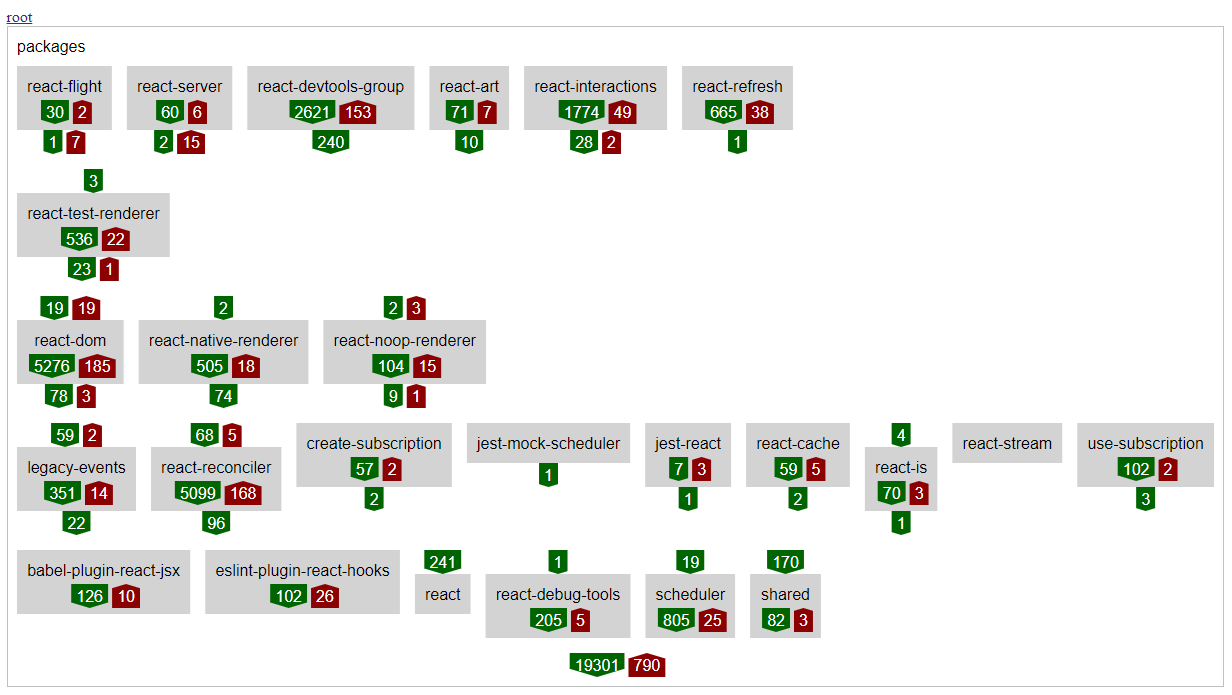 root
packages
react-flight react-server react-devtools-group react-art react-interactions react-refresh
30 2 60 6 2621 153 71 7 1774 49 665 38
1 7 2 15 240 10 28 2 1
3
react-test-renderer
536 22
23 1
19 19 2 2 3
react-dom react-native-renderer react-noop-renderer
5276 185 505 18 104 15
78 3 74 9 1
59 2 68 5 4
create-subscription jest-mock-scheduler jest-react react-cache react-stream use-subscription
legacy-events react-reconciler 57 2 1 7 3 59 5 react-is 102 2
351 14 5099 168 2 1 2 70 3 3
22 96 1
241 1 19 170
babel-plugin-react-jsx eslint-plugin-react-hooks
126 10 102 26 react react-debug-tools scheduler shared
205 5 805 25 82 3
19301 790